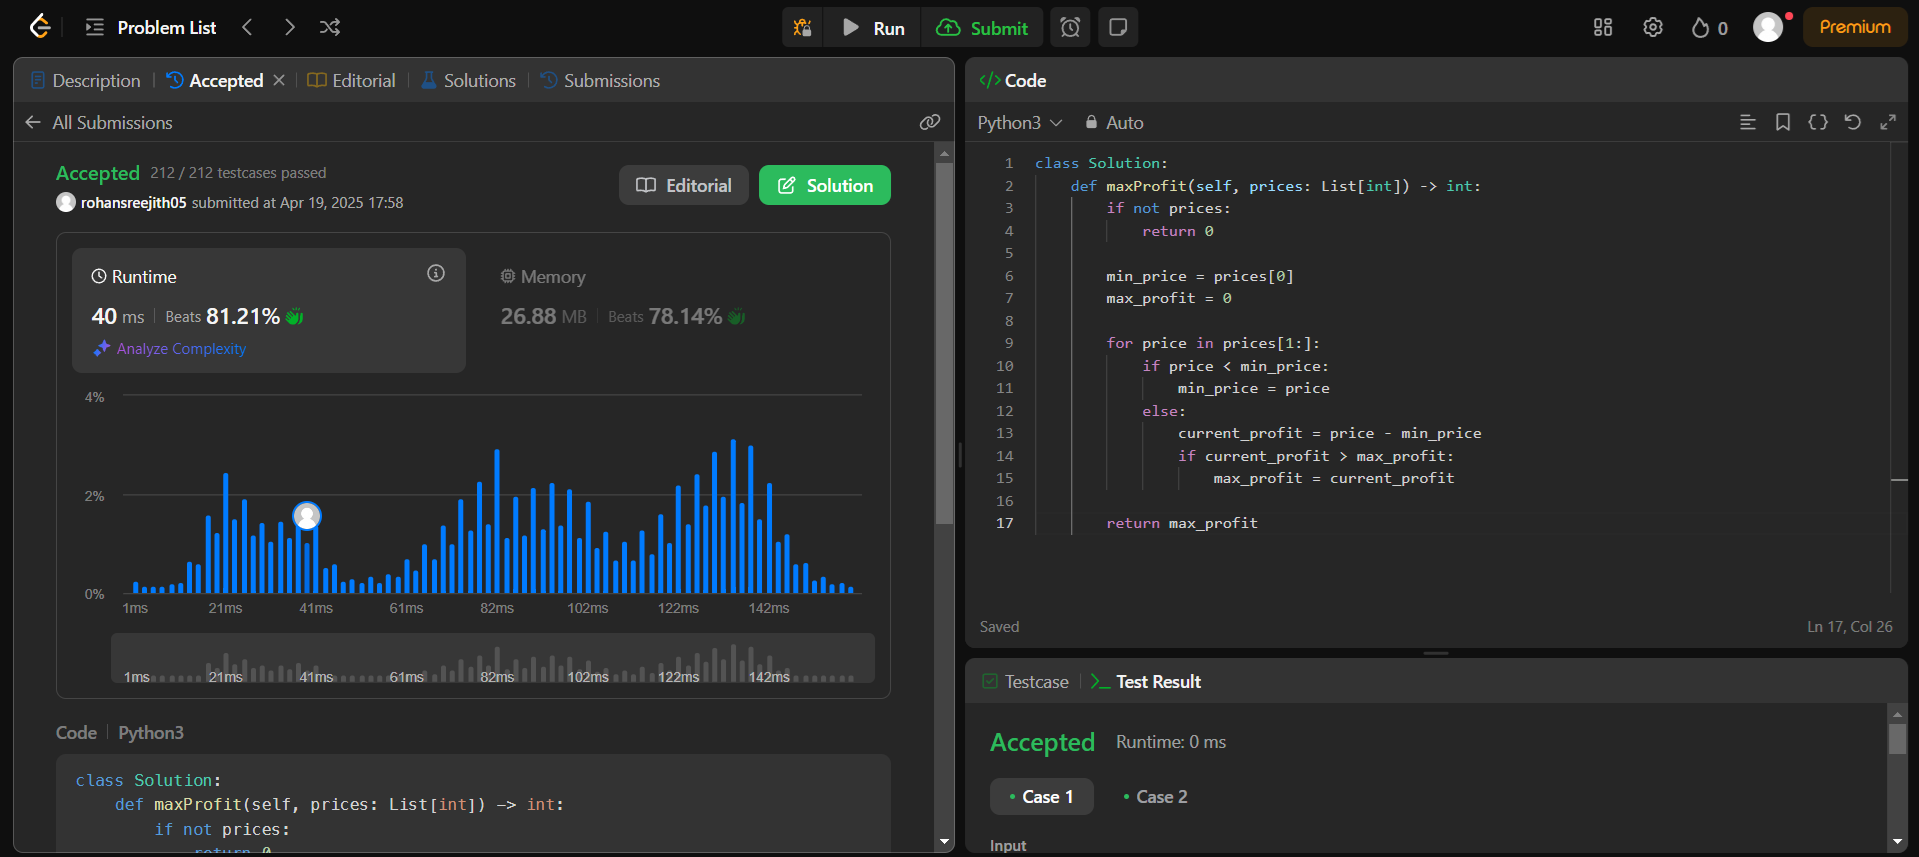 Problem List
Run
Submit
0
Premium
Description
Accepted
Editorial
Solutions
Submissions
All Submissions
Accepted 212 / 212 testcases passed
rohansreejith05 submitted at Apr 19, 2025 17:58
Editorial
Solution
Runtime
40 ms Beats 81.21%
Analyze Complexity
Memory
26.88 MB Beats 78.14%
4%
2%
0%
1ms 21ms 41ms 61ms 82ms 102ms 122ms 142ms
1ms 21ms 41ms 61ms 82ms 102ms 122ms 142ms
Code Python3
class Solution:
def maxProfit(self, prices: List[int]) -> int:
if not prices:
return 0
</> Code
Python3 Auto
1 class Solution:
2 def maxProfit(self, prices: List[int]) -> int:
3 if not prices:
4 return 0
5
6 min_price = prices[0]
7 max_profit = 0
8
9 for price in prices[1:]:
10 if price < min_price:
11 min_price = price
12 else:
13 current_profit = price - min_price
14 if current_profit > max_profit:
15 max_profit = current_profit
16
17 return max_profit
Saved
Ln 17, Col 26
Testcase
Test Result
Accepted Runtime: 0 ms
Case 1
Case 2
Input